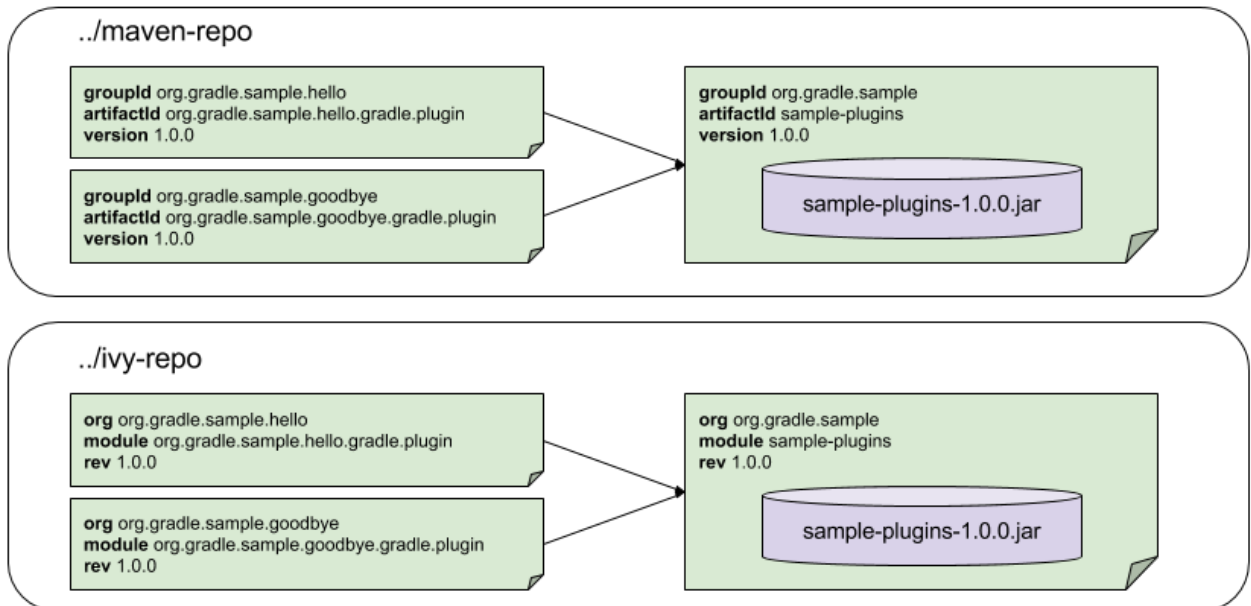 ../maven-repo
groupId org.gradle.sample.hello
artifactId org.gradle.sample.hello.gradle.plugin
version 1.0.0
groupId org.gradle.sample.goodbye
artifactId org.gradle.sample.goodbye.gradle.plugin
version 1.0.0
groupId org.gradle.sample
artifactId sample-plugins
version 1.0.0
sample-plugins-1.0.0.jar
../ivy-repo
org org.gradle.sample.hello
module org.gradle.sample.hello.gradle.plugin
rev 1.0.0
org org.gradle.sample.goodbye
module org.gradle.sample.goodbye.gradle.plugin
rev 1.0.0
org org.gradle.sample
module sample-plugins
rev 1.0.0
sample-plugins-1.0.0.jar